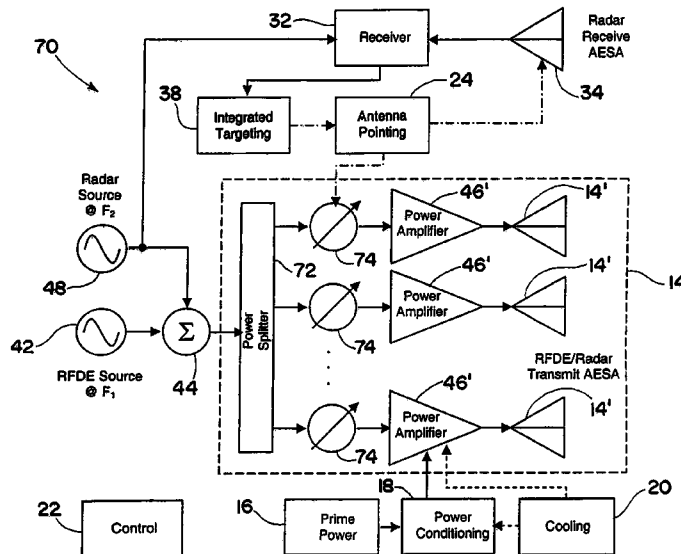 32
Receiver
Radar
Receive
AESA
34
70
38
Integrated
Targeting
24
Antenna
Pointing
Radar
Source
@ F₂
48
42
RFDE Source
@ F₁
Σ
44
Power
Splitter
72
74
46'
Power
Amplifier
14'
74
46'
Power
Amplifier
14'
14
74
46'
Power
Amplifier
RFDE/Radar
Transmit AESA
14'
22
Control
16
Prime
Power
18
Power
Conditioning
20
Cooling